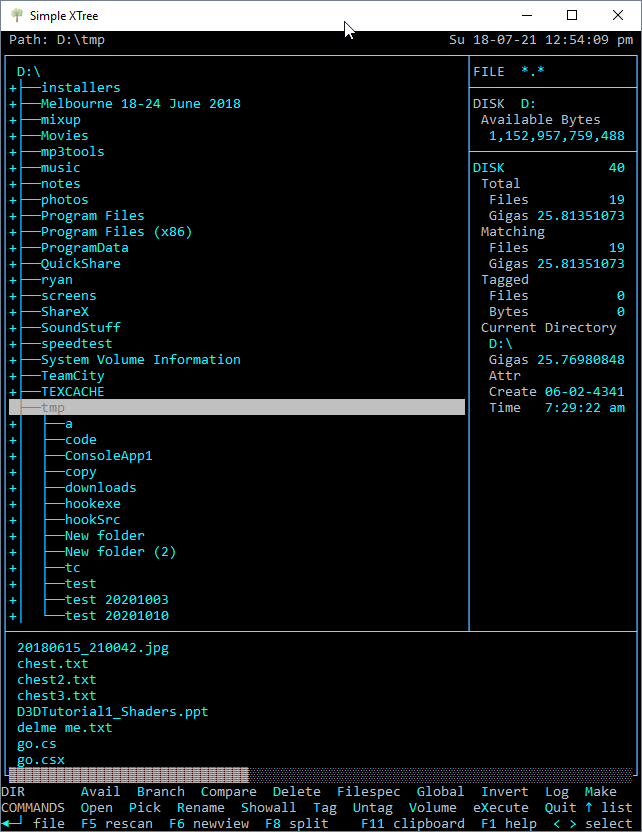 Simple XTree
Path: D:\tmp
Su 18-07-21 12:54:09 pm
D:\
installers
Melbourne 18-24 June 2018
mixup
Movies
mp3tools
music
notes
photos
Program Files
Program Files (x86)
ProgramData
QuickShare
ryan
screens
ShareX
SoundStuff
speedtest
System Volume Information
TeamCity
TEXCACHE
tmp
a
code
ConsoleApp1
copy
downloads
hookexe
hookSrc
New folder
New folder (2)
tc
test
test 20201003
test 20201010
FILE *.*
DISK D:
Available Bytes
1,152,957,759,488
DISK 40
Total
Files 19
Gigas 25.81351073
Matching
Files 19
Gigas 25.81351073
Tagged
Files 0
Bytes 0
Current Directory
D:\
Gigas 25.76980848
Attr
Create 06-02-4341
Time 7:29:22 am
20180615_210042.jpg
chest.txt
chest2.txt
chest3.txt
D3DTutorial1_Shaders.ppt
delme me.txt
go.cs
go.csx
DIR Avail Branch Compare Delete Filespec Global Invert Log Make
COMMANDS Open Pick Rename Showall Tag Untag Volume eXecute Quit ↑ list
◄─┘ file F5 rescan F6 newview F8 split F11 clipboard F1 help < > select